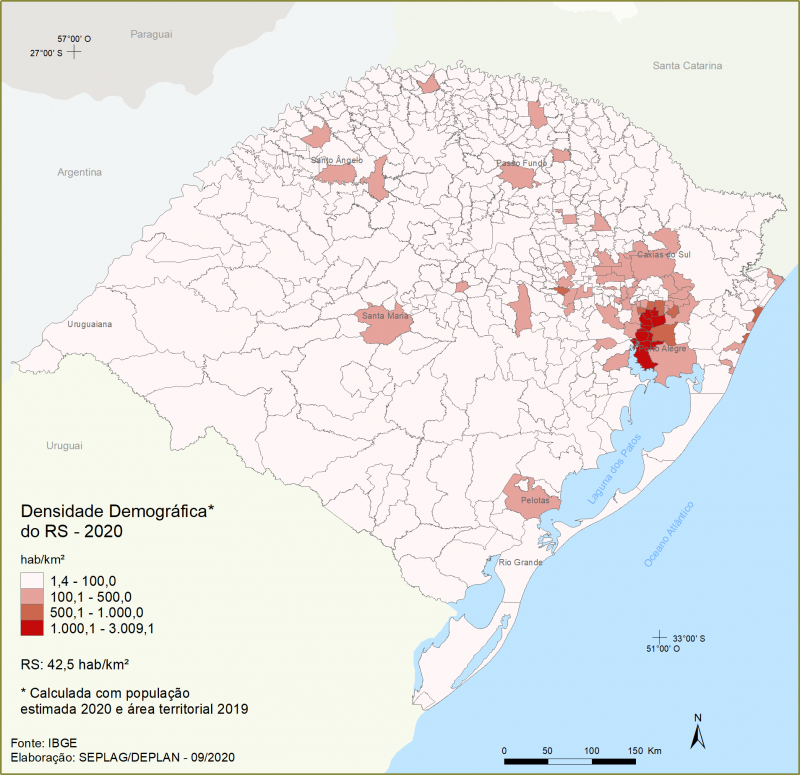 Paraguai
57°00' O
27°00' S
Santa Catarina
Argentina
Santo Ângelo
Passo Fundo
Caxias do Sul
Santa Maria
Uruguaiana
Porto Alegre
Uruguai
Laguna dos Patos
Pelotas
Oceano Atlântico
Rio Grande
Densidade Demográfica*
do RS - 2020
hab/km²
1,4 - 100,0
100,1 - 500,0
500,1 - 1.000,0
1.000,1 - 3.009,1
RS: 42,5 hab/km²
33°00' S
51°00' O
* Calculada com população
estimada 2020 e área territorial 2019
N
Fonte: IBGE
Elaboração: SEPLAG/DEPLAN - 09/2020
0 50 100 150 Km